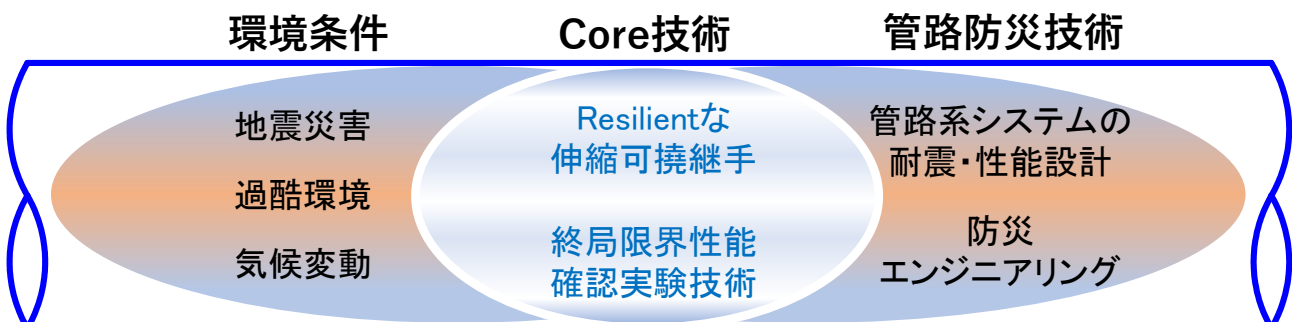 環境条件
Core技術
管路防災技術
地震災害
過酷環境
気候変動
Resilientな
伸縮可撓継手
終局限界性能
確認実験技術
管路系システムの
耐震・性能設計
防災
エンジニアリング